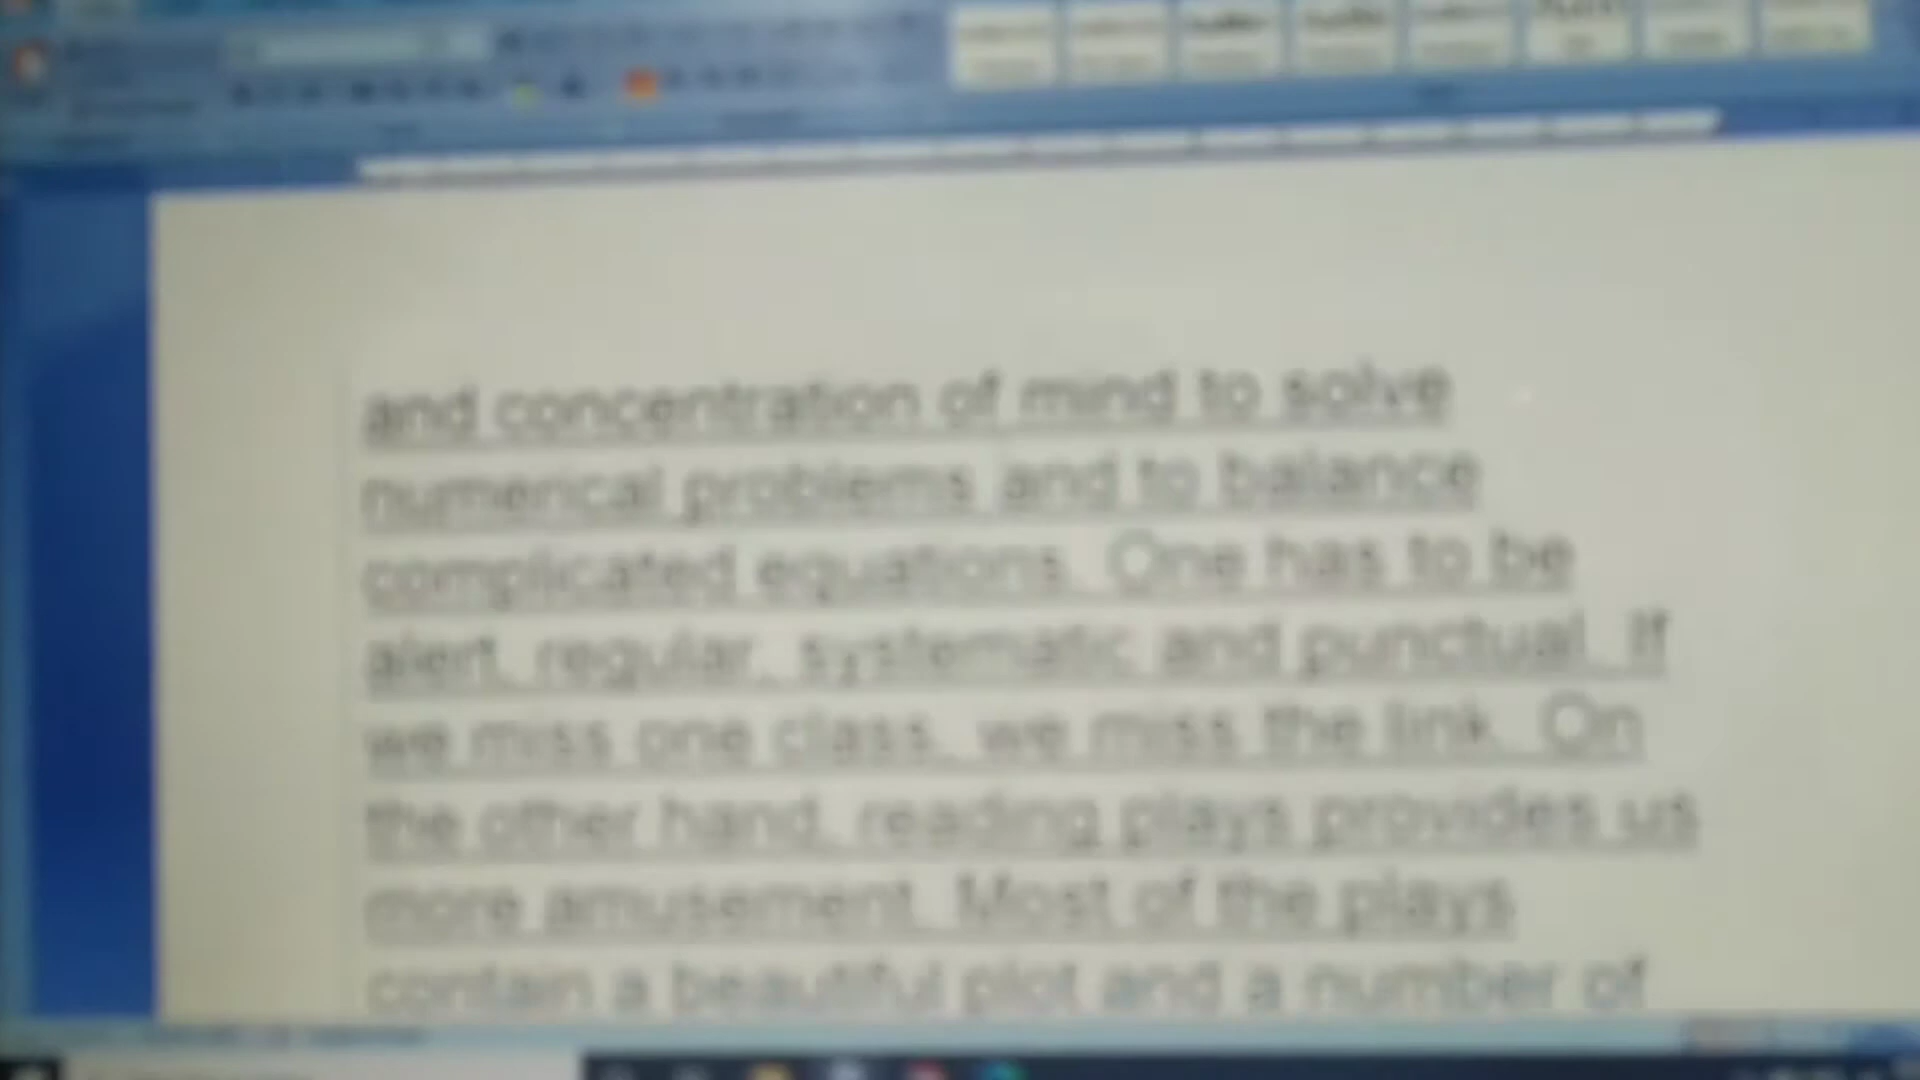 and concentration of mind to solve
numerical problems and to balance
complicated equations. One has to be
alert, regular, systematic and punctual. If
we miss one class, we miss the link. On
the other hand, reading plays provides us
more amusement. Most of the plays
contain a beautiful plot and a number of